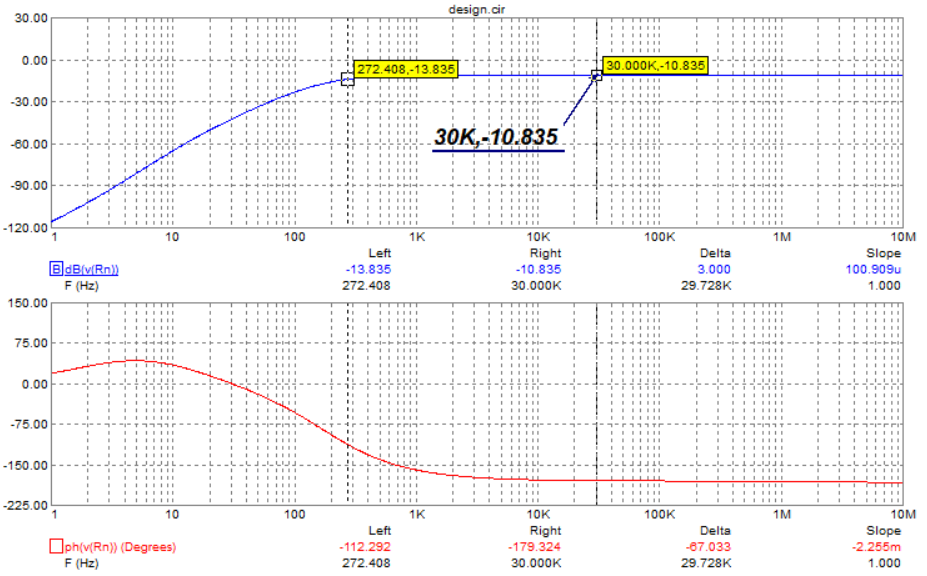 design.cir
30.00
0.00
-30.00
-60.00
-90.00
-120.00
272.408,-13.835
30.000K,-10.835
30K,-10.835
1 10 100 1K 10K 100K 1M 10M
Left Right Delta Slope
B dB(v(Rn)) -13.835 -10.835 3.000 100.909u
F (Hz) 272.408 30.000K 29.728K 1.000
150.00
75.00
0.00
-75.00
-150.00
-225.00
1 10 100 1K 10K 100K 1M 10M
Left Right Delta Slope
ph(v(Rn)) (Degrees) -112.292 -179.324 -67.033 -2.255m
F (Hz) 272.408 30.000K 29.728K 1.000